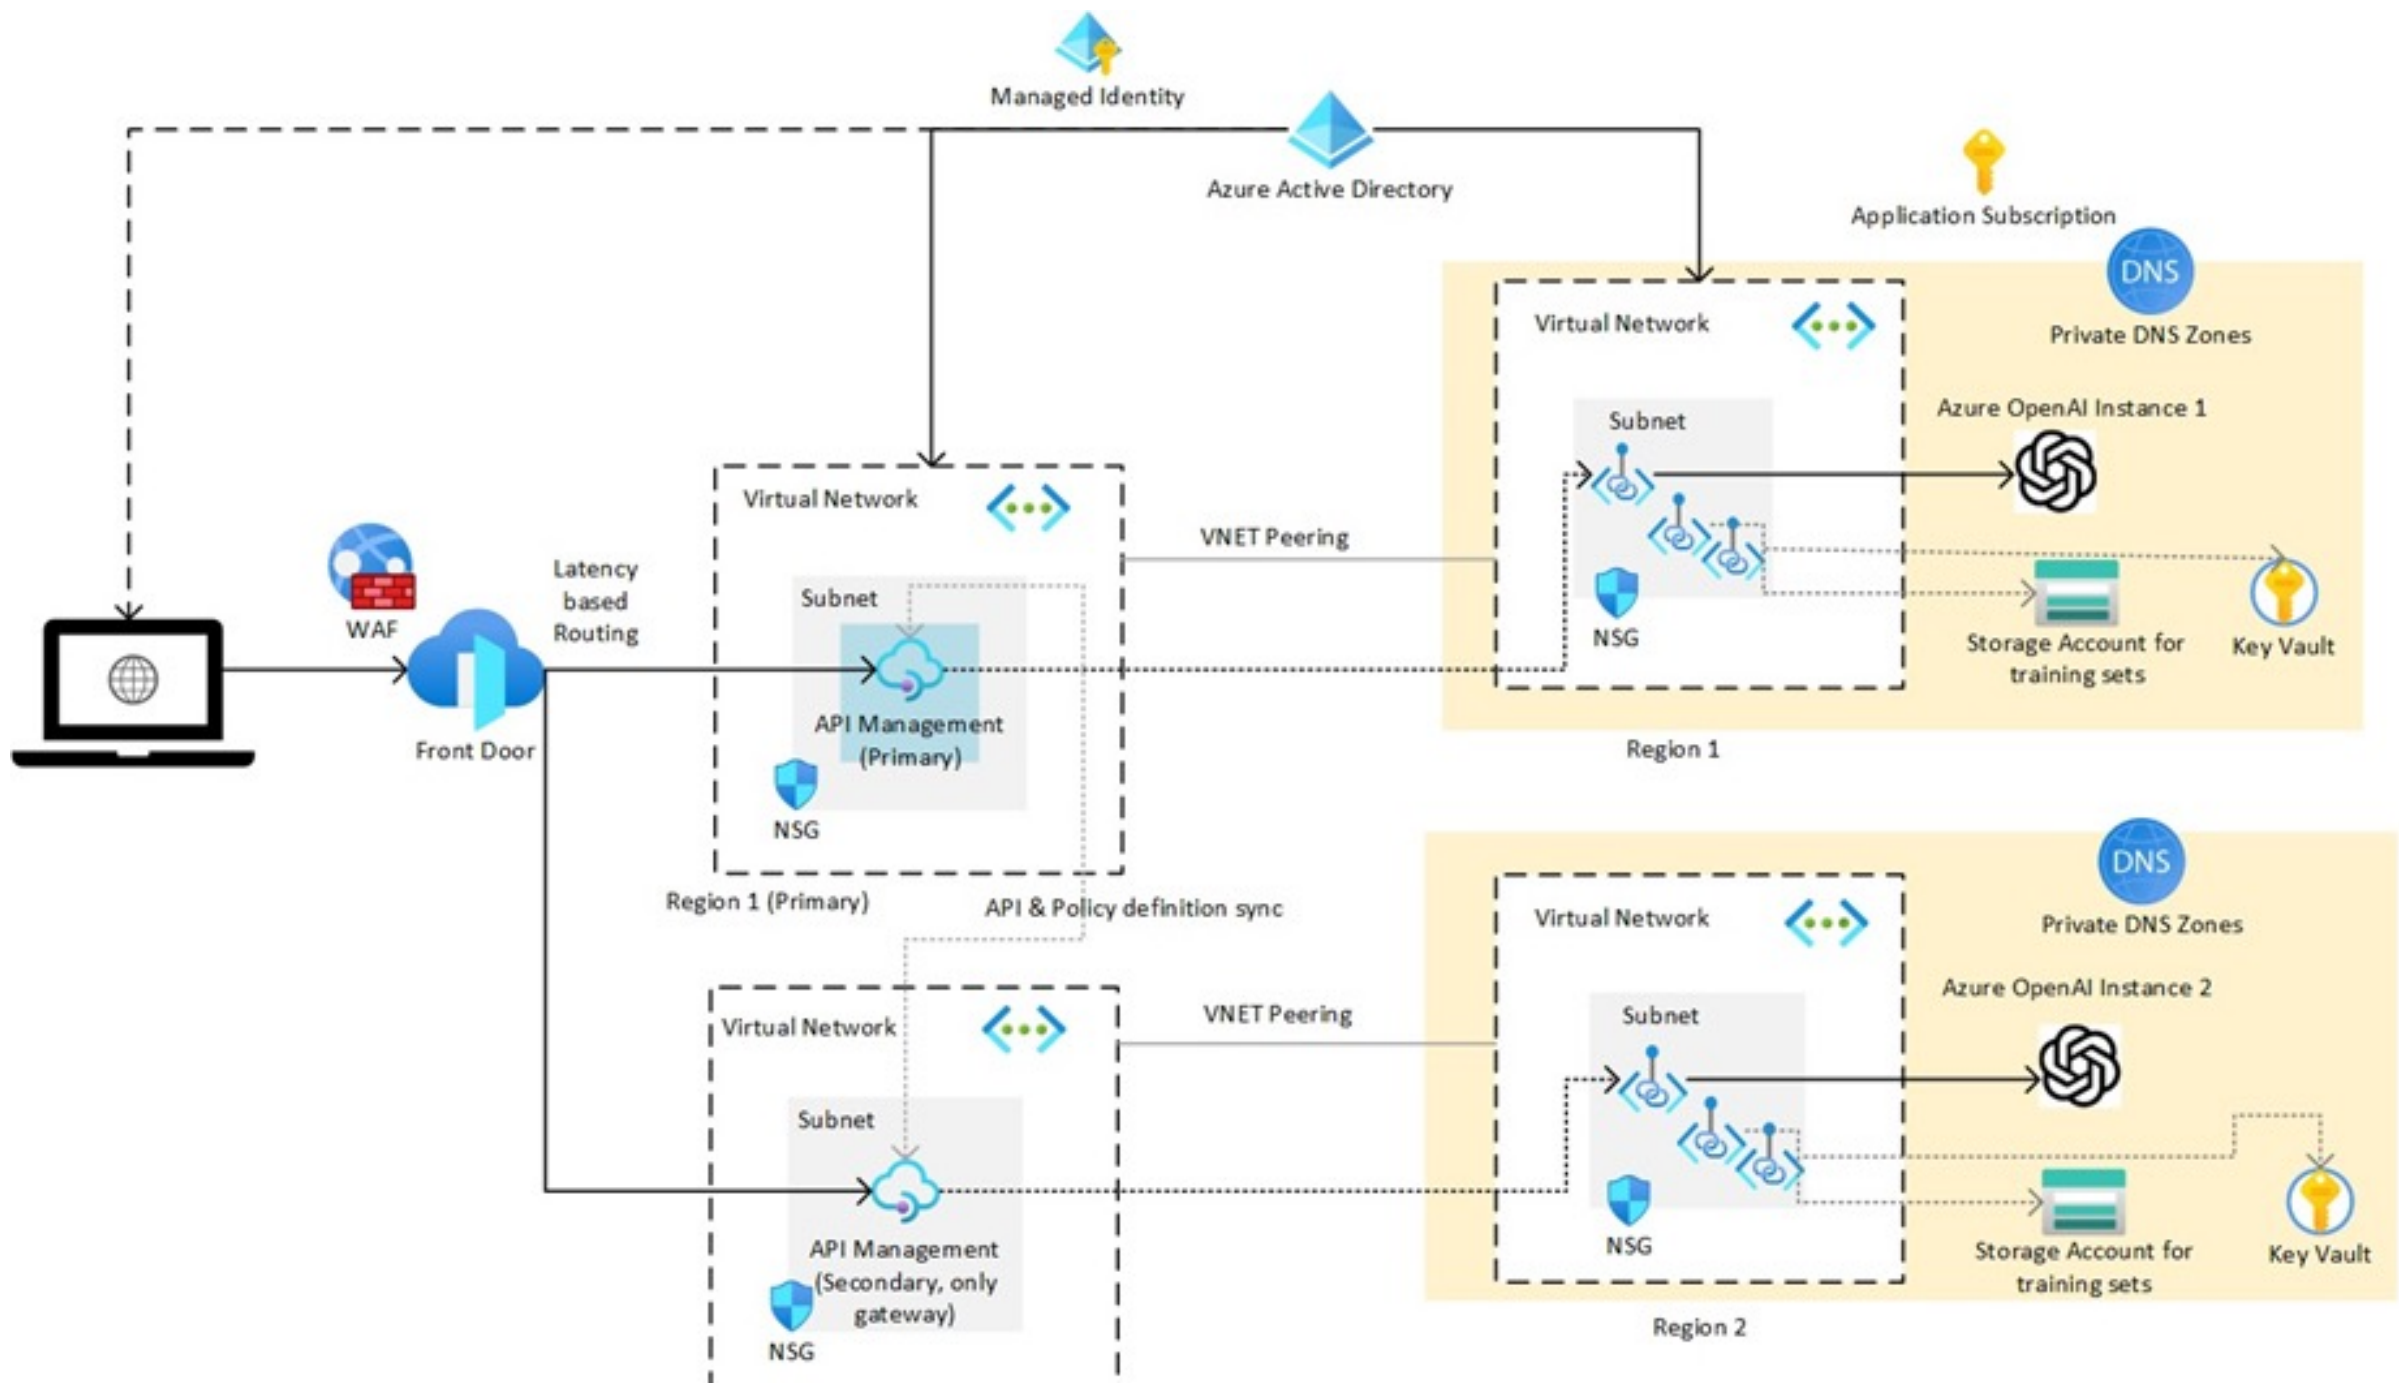 Managed Identity
Azure Active Directory
Application Subscription
DNS
Private DNS Zones
Virtual Network
Subnet
Azure OpenAI Instance 1
NSG
Storage Account for
training sets
Key Vault
Region 1
VNET Peering
WAF
Front Door
Latency
based
Routing
Virtual Network
Subnet
API Management
(Primary)
NSG
Region 1 (Primary)
API & Policy definition sync
Virtual Network
Subnet
API Management
(Secondary, only
gateway)
NSG
VNET Peering
DNS
Private DNS Zones
Virtual Network
Subnet
Azure OpenAI Instance 2
NSG
Storage Account for
training sets
Key Vault
Region 2